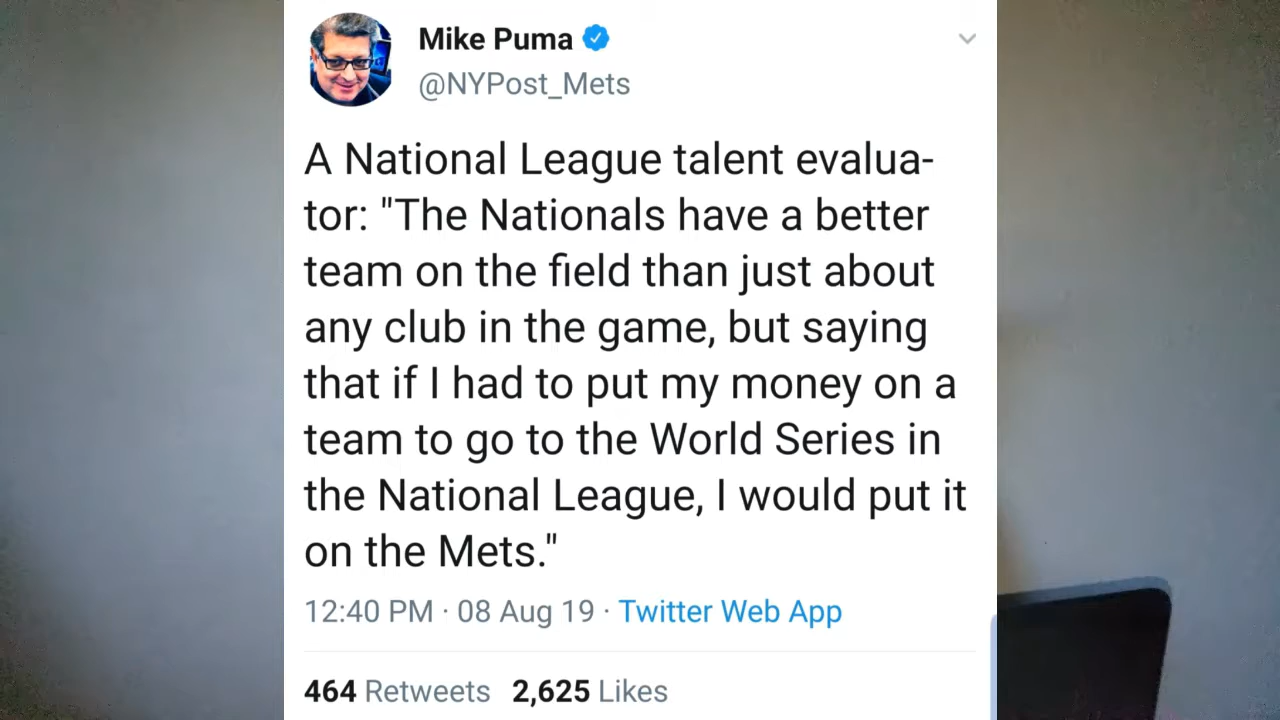 Mike Puma
@NYPost_Mets
A National League talent evalua-
tor: "The Nationals have a better
team on the field than just about
any club in the game, but saying
that if I had to put my money on a
team to go to the World Series in
the National League, I would put it
on the Mets."
12:40 PM · 08 Aug 19 · Twitter Web App
464 Retweets 2,625 Likes